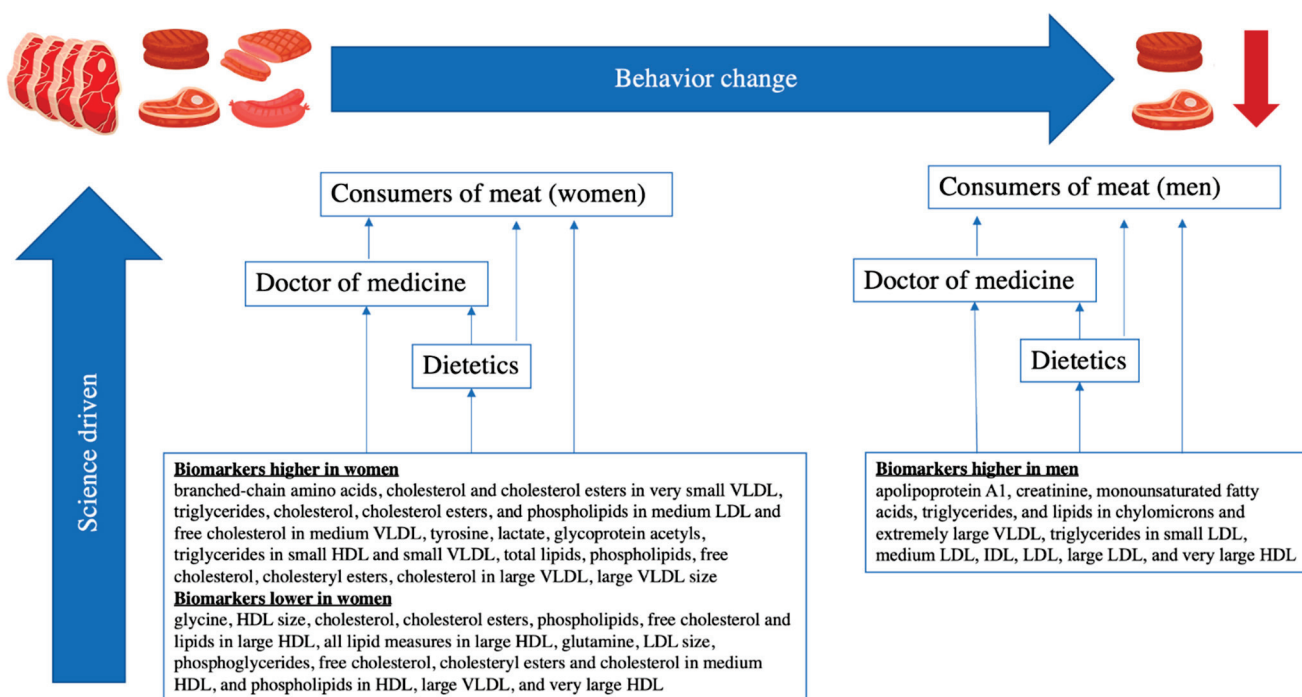 Behavior change
Science driven
Consumers of meat (women)
Doctor of medicine
Dietetics
Biomarkers higher in women
branched-chain amino acids, cholesterol and cholesterol esters in very small VLDL,
triglycerides, cholesterol, cholesterol esters, and phospholipids in medium LDL and
free cholesterol in medium VLDL, tyrosine, lactate, glycoprotein acetyls,
triglycerides in small HDL and small VLDL, total lipids, phospholipids, free
cholesterol, cholesteryl esters, cholesterol in large VLDL, large VLDL size
Biomarkers lower in women
glycine, HDL size, cholesterol, cholesterol esters, phospholipids, free cholesterol and
lipids in large HDL, all lipid measures in large HDL, glutamine, LDL size,
phosphoglycerides, free cholesterol, cholesteryl esters and cholesterol in medium
HDL, and phospholipids in HDL, large VLDL, and very large HDL
Consumers of meat (men)
Doctor of medicine
Dietetics
Biomarkers higher in men
apolipoprotein A1, creatinine, monounsaturated fatty
acids, triglycerides, and lipids in chylomicrons and
extremely large VLDL, triglycerides in small LDL,
medium LDL, IDL, LDL, large LDL, and very large HDL